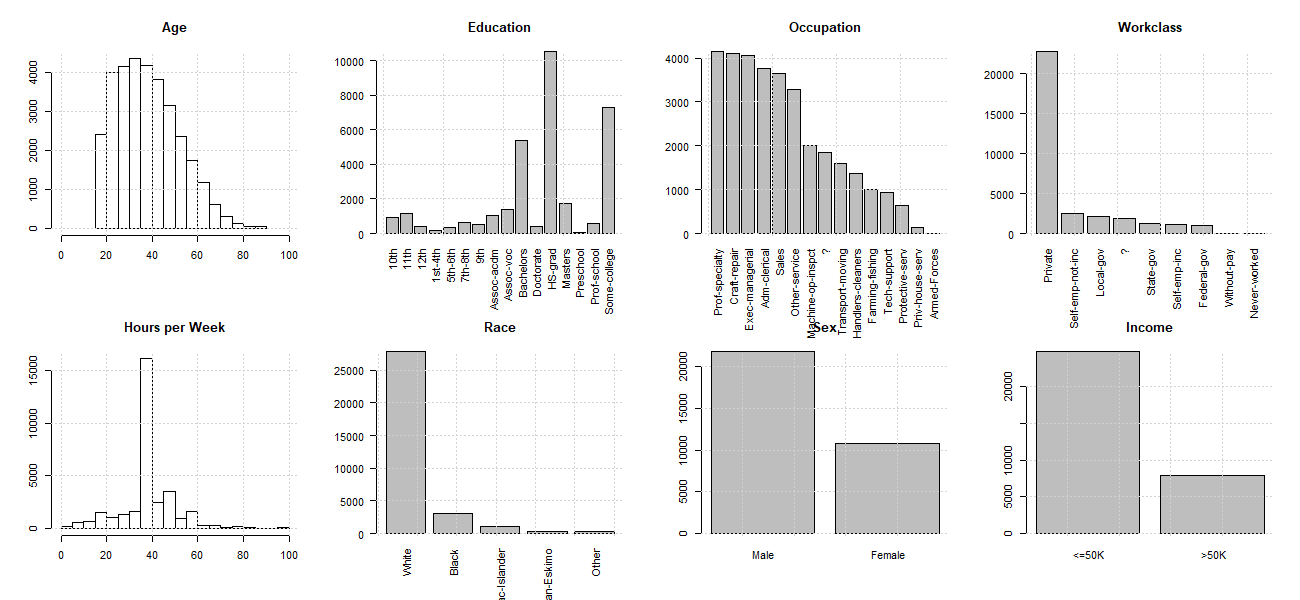 Age
4000
3000
2000
1000
0
0 20 40 60 80 100
Education
10000
8000
6000
4000
2000
0
10th
11th
12th
1st-4th
5th-6th
7th-8th
9th
Assoc-acdm
Assoc-voc
Bachelors
Doctorate
HS-grad
Masters
Preschool
Prof-school
Some-college
Occupation
4000
3000
2000
1000
0
Prof-specialty
Craft-repair
Exec-managerial
Adm-clerical
Sales
Other-service
Machine-op-inspct
?
Transport-moving
Handlers-cleaners
Farming-fishing
Tech-support
Protective-serv
Priv-house-serv
Armed-Forces
Workclass
20000
15000
10000
5000
0
Private
Self-emp-not-inc
Local-gov
?
State-gov
Self-emp-inc
Federal-gov
Without-pay
Never-worked
Hours per Week
15000
10000
5000
0
0 20 40 60 80 100
Race
25000
20000
15000
10000
5000
0
White
Black
ac-Islander
an-Eskimo
Other
Sex
20000
15000
10000
5000
0
Male Female
Income
20000
10000
5000
0
<=50K >50K